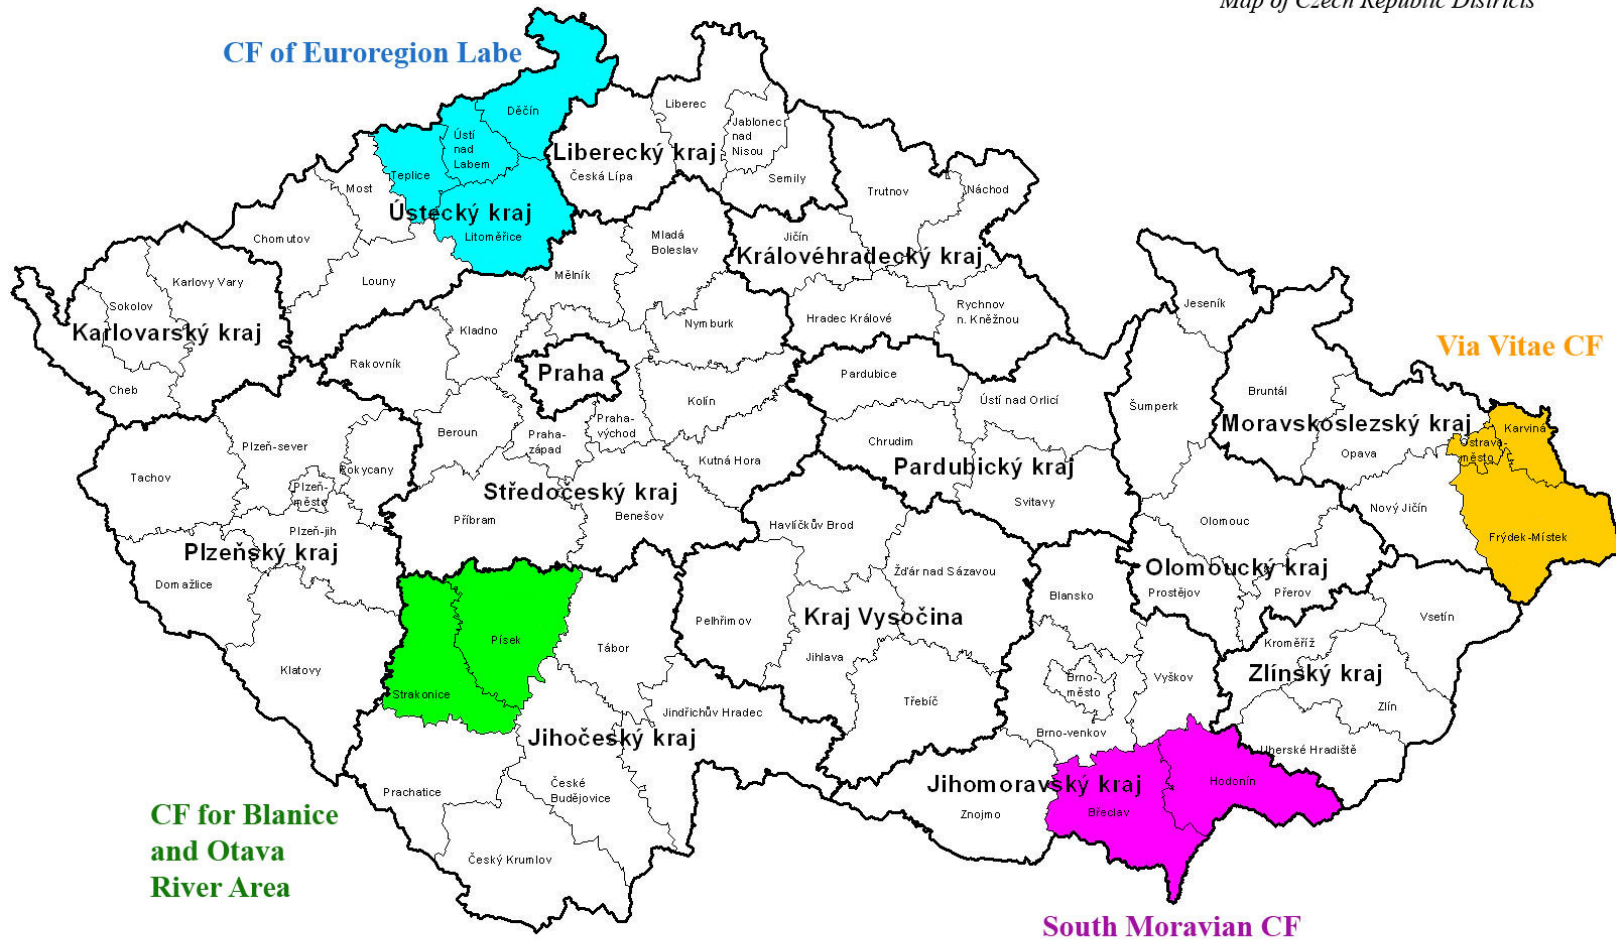 Map of Czech Republic Districts
CF of Euroregion Labe
Děčín
Liberec
Ústí
nad
Labem
Jablonec
nad
Nisou
Liberecký kraj
Teplice
Česká Lípa
Semily
Most
Trutnov
Náchod
Ústecký kraj
Litoměřice
Chomutov
Mladá
Boleslav
Jičín
Královéhradecký kraj
Louny
Mělník
Karlovy Vary
Sokolov
Karlovarský kraj
Kladno
Nymburk
Hradec Králové
Rychnov
n. Kněžnou
Jeseník
Via Vitae CF
Rakovník
Praha
Pardubice
Cheb
Kolín
Ústí nad Orlicí
Šumperk
Bruntál
Moravskoslezský kraj
Karviná
Ostrava-
město
Beroun
Praha-
západ
Praha-
východ
Chrudim
Opava
Plzeň-sever
Rokycany
Kutná Hora
Pardubický kraj
Tachov
Plzeň-
město
Středočeský kraj
Svitavy
Nový Jičín
Příbram
Benešov
Havlíčkův Brod
Olomouc
Plzeň-jih
Plzeňský kraj
Frýdek-Místek
Domažlice
Žďár nad Sázavou
Olomoucký kraj
Blansko
Prostějov
Přerov
Pelhřimov
Kraj Vysočina
Vsetín
Písek
Tábor
Kroměříž
Klatovy
Jihlava
Zlínský kraj
Brno-
město
Vyškov
Strakonice
Třebíč
Zlín
Jindřichův Hradec
Jihočeský kraj
Brno-venkov
Uherské Hradiště
Jihomoravský kraj
Hodonín
Prachatice
České
Budějovice
Znojmo
Břeclav
CF for Blanice
and Otava
River Area
Český Krumlov
South Moravian CF